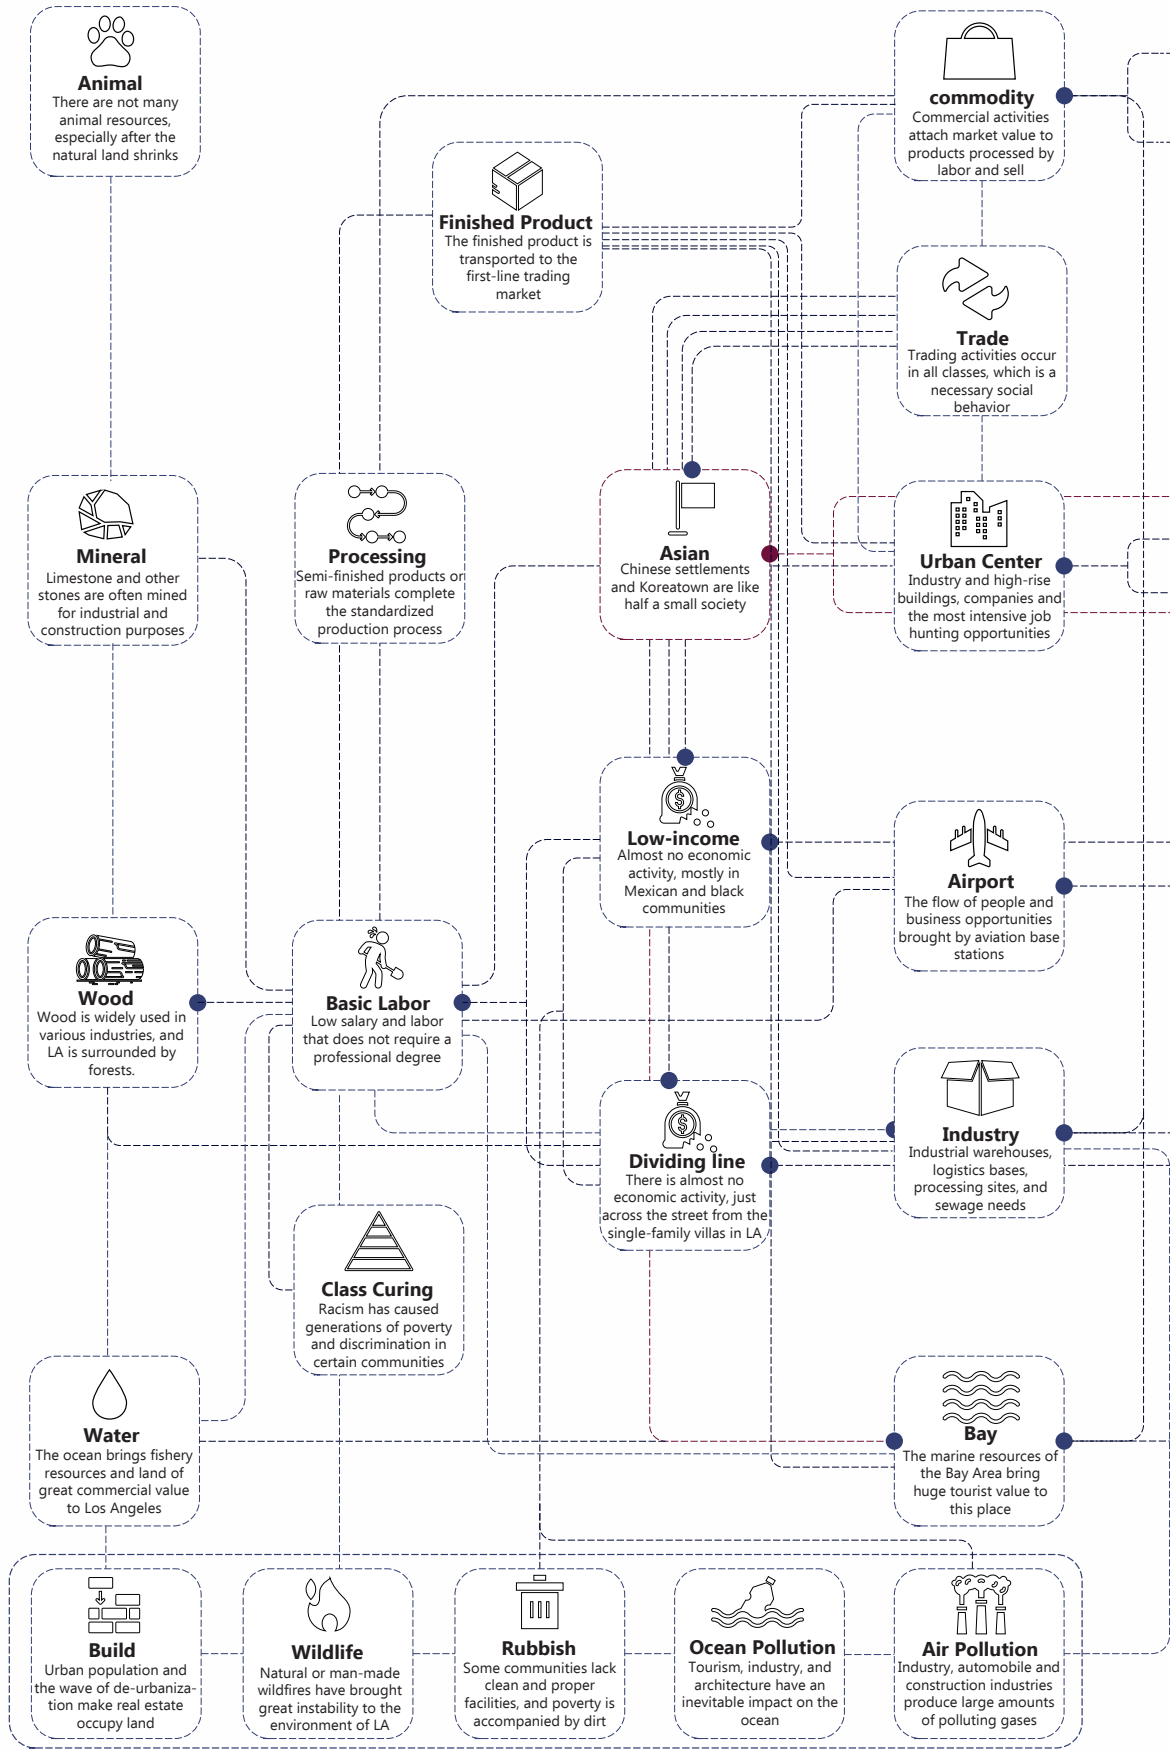 Animal
There are not many
animal resources,
especially after the
natural land shrinks
commodity
Commercial activities
attach market value to
products processed by
labor and sell
Finished Product
The finished product is
transported to the
first-line trading
market
Trade
Trading activities occur
in all classes, which is a
necessary social
behavior
Mineral
Limestone and other
stones are often mined
for industrial and
construction purposes
Processing
Semi-finished products or
raw materials complete
the standardized
production process
Asian
Chinese settlements
and Koreatown are like
half a small society
Urban Center
Industry and high-rise
buildings, companies and
the most intensive job
hunting opportunities
Low-income
Almost no economic
activity, mostly in
Mexican and black
communities
Airport
The flow of people and
business opportunities
brought by aviation base
stations
Wood
Wood is widely used in
various industries, and
LA is surrounded by
forests.
Basic Labor
Low salary and labor
that does not require a
professional degree
Dividing line
There is almost no
economic activity, just
across the street from the
single-family villas in LA
Industry
Industrial warehouses,
logistics bases,
processing sites, and
sewage needs
Class Curing
Racism has caused
generations of poverty
and discrimination in
certain communities
Water
The ocean brings fishery
resources and land of
great commercial value
to Los Angeles
Bay
The marine resources of
the Bay Area bring
huge tourist value to
this place
Build
Urban population and
the wave of de-urbaniza-
tion make real estate
occupy land
Wildlife
Natural or man-made
wildfires have brought
great instability to the
environment of LA
Rubbish
Some communities lack
clean and proper
facilities, and poverty is
accompanied by dirt
Ocean Pollution
Tourism, industry, and
architecture have an
inevitable impact on the
ocean
Air Pollution
Industry, automobile and
construction industries
produce large amounts
of polluting gases